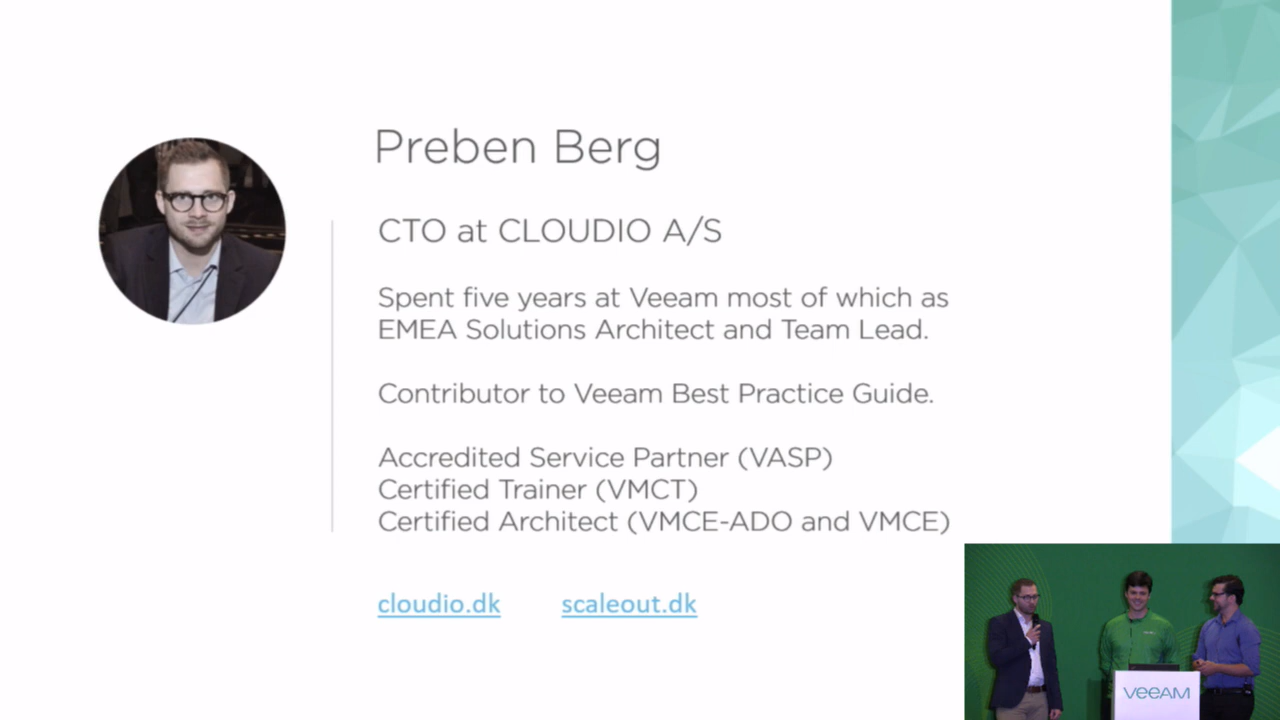 Preben Berg
CTO at CLOUDIO A/S
Spent five years at Veeam most of which as
EMEA Solutions Architect and Team Lead.
Contributor to Veeam Best Practice Guide.
Accredited Service Partner (VASP)
Certified Trainer (VMCT)
Certified Architect (VMCE-ADO and VMCE)
cloudio.dk scaleout.dk
VEEAM